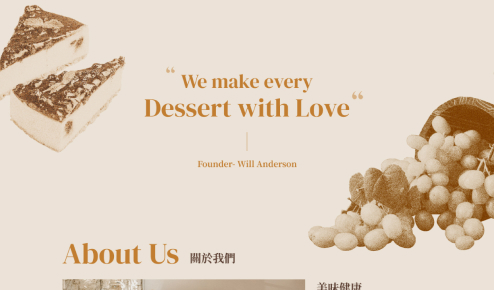 “ We make every
Dessert with Love “
Founder- Will Anderson
About Us 關於我們
美味健康